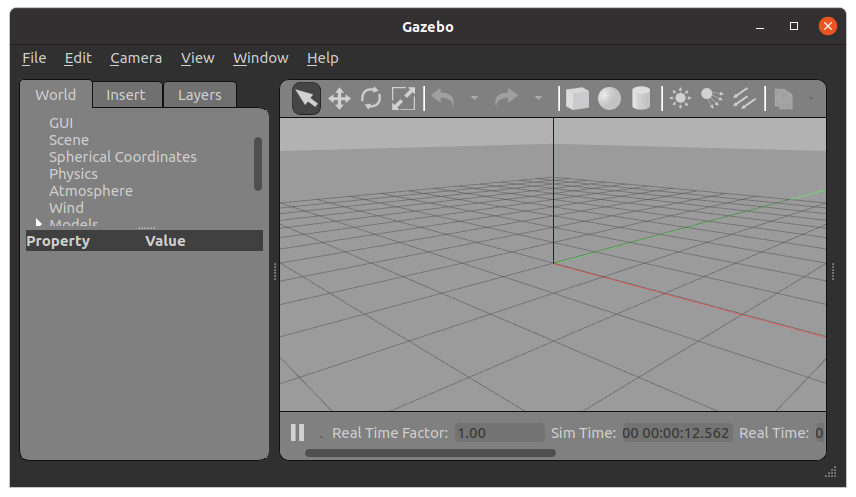 Gazebo
File Edit Camera View Window Help
World Insert Layers
GUI
Scene
Spherical Coordinates
Physics
Atmosphere
Wind
Models
Property Value
Real Time Factor: 1.00 Sim Time: 00 00:00:12.562 Real Time: 0